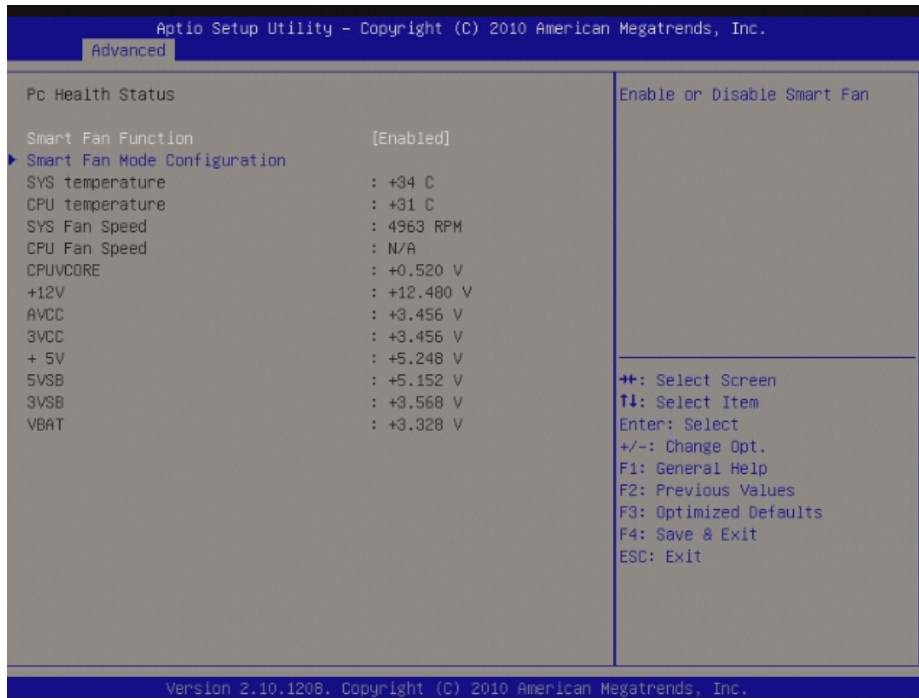 Aptio Setup Utility – Copyright (C) 2010 American Megatrends, Inc.
Advanced
Pc Health Status
Smart Fan Function [Enabled]
Smart Fan Mode Configuration
SYS temperature : +34 C
CPU temperature : +31 C
SYS Fan Speed : 4963 RPM
CPU Fan Speed : N/A
CPUVCORE : +0.520 V
+12V : +12.480 V
AVCC : +3.456 V
3VCC : +3.456 V
+ 5V : +5.248 V
5VSB : +5.152 V
3VSB : +3.568 V
VBAT : +3.328 V
Enable or Disable Smart Fan
→←: Select Screen
↑↓: Select Item
Enter: Select
+/-: Change Opt.
F1: General Help
F2: Previous Values
F3: Optimized Defaults
F4: Save & Exit
ESC: Exit
Version 2.10.1208. Copyright (C) 2010 American Megatrends, Inc.